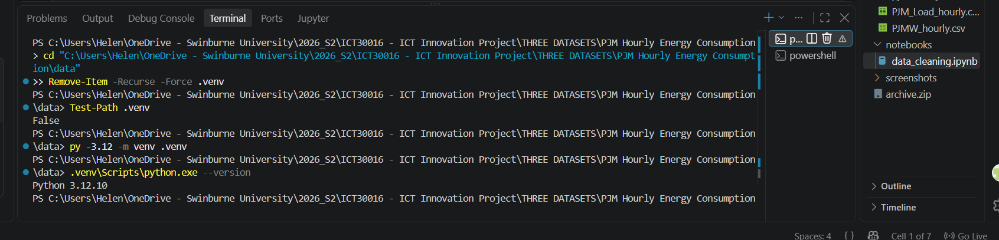 Problems Output Debug Console Terminal Ports Jupyter
PS C:\Users\Helen\OneDrive - Swinburne University\2026_S2\ICT30016 - ICT Innovation Project\THREE DATASETS\PJM Hourly Energy Consumption
> cd "C:\Users\Helen\OneDrive - Swinburne University\2026_S2\ICT30016 - ICT Innovation Project\THREE DATASETS\PJM Hourly Energy Consumpt
ion\data"
>> Remove-Item -Recurse -Force .venv
PS C:\Users\Helen\OneDrive - Swinburne University\2026_S2\ICT30016 - ICT Innovation Project\THREE DATASETS\PJM Hourly Energy Consumption
\data> Test-Path .venv
False
PS C:\Users\Helen\OneDrive - Swinburne University\2026_S2\ICT30016 - ICT Innovation Project\THREE DATASETS\PJM Hourly Energy Consumption
\data> py -3.12 -m venv .venv
PS C:\Users\Helen\OneDrive - Swinburne University\2026_S2\ICT30016 - ICT Innovation Project\THREE DATASETS\PJM Hourly Energy Consumption
\data> .venv\Scripts\python.exe --version
Python 3.12.10
PS C:\Users\Helen\OneDrive - Swinburne University\2026_S2\ICT30016 - ICT Innovation Project\THREE DATASETS\PJM Hourly Energy Consumption
p...
powershell
PJM_Load_hourly.c...
PJMW_hourly.csv
notebooks
data_cleaning.ipynb
screenshots
archive.zip
Outline
Timeline
Spaces: 4 {} Cell 1 of 7 Go Live